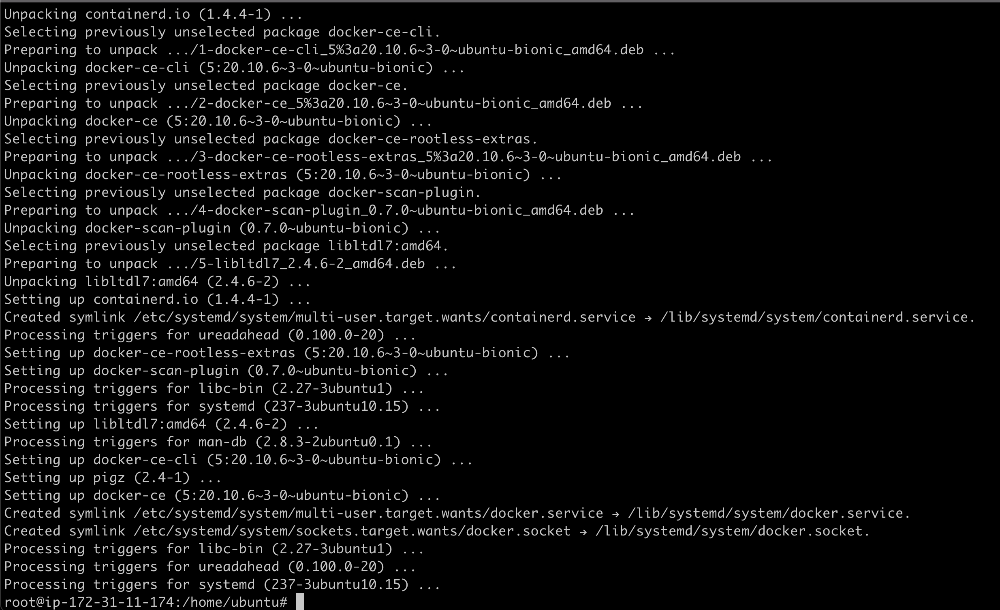 Unpacking containerd.io (1.4.4-1) ...
Selecting previously unselected package docker-ce-cli.
Preparing to unpack .../1-docker-ce-cli_5%3a20.10.6~3-0~ubuntu-bionic_amd64.deb ...
Unpacking docker-ce-cli (5:20.10.6~3-0~ubuntu-bionic) ...
Selecting previously unselected package docker-ce.
Preparing to unpack .../2-docker-ce_5%3a20.10.6~3-0~ubuntu-bionic_amd64.deb ...
Unpacking docker-ce (5:20.10.6~3-0~ubuntu-bionic) ...
Selecting previously unselected package docker-ce-rootless-extras.
Preparing to unpack .../3-docker-ce-rootless-extras_5%3a20.10.6~3-0~ubuntu-bionic_amd64.deb ...
Unpacking docker-ce-rootless-extras (5:20.10.6~3-0~ubuntu-bionic) ...
Selecting previously unselected package docker-scan-plugin.
Preparing to unpack .../4-docker-scan-plugin_0.7.0~ubuntu-bionic_amd64.deb ...
Unpacking docker-scan-plugin (0.7.0~ubuntu-bionic) ...
Selecting previously unselected package libltdl7:amd64.
Preparing to unpack .../5-libltdl7_2.4.6-2_amd64.deb ...
Unpacking libltdl7:amd64 (2.4.6-2) ...
Setting up containerd.io (1.4.4-1) ...
Created symlink /etc/systemd/system/multi-user.target.wants/containerd.service → /lib/systemd/system/containerd.service.
Processing triggers for ureadahead (0.100.0-20) ...
Setting up docker-ce-rootless-extras (5:20.10.6~3-0~ubuntu-bionic) ...
Setting up docker-scan-plugin (0.7.0~ubuntu-bionic) ...
Processing triggers for libc-bin (2.27-3ubuntu1) ...
Processing triggers for systemd (237-3ubuntu10.15) ...
Setting up libltdl7:amd64 (2.4.6-2) ...
Processing triggers for man-db (2.8.3-2ubuntu0.1) ...
Setting up docker-ce-cli (5:20.10.6~3-0~ubuntu-bionic) ...
Setting up pigz (2.4-1) ...
Setting up docker-ce (5:20.10.6~3-0~ubuntu-bionic) ...
Created symlink /etc/systemd/system/multi-user.target.wants/docker.service → /lib/systemd/system/docker.service.
Created symlink /etc/systemd/system/sockets.target.wants/docker.socket → /lib/systemd/system/docker.socket.
Processing triggers for libc-bin (2.27-3ubuntu1) ...
Processing triggers for ureadahead (0.100.0-20) ...
Processing triggers for systemd (237-3ubuntu10.15) ...
root@ip-172-31-11-174:/home/ubuntu#